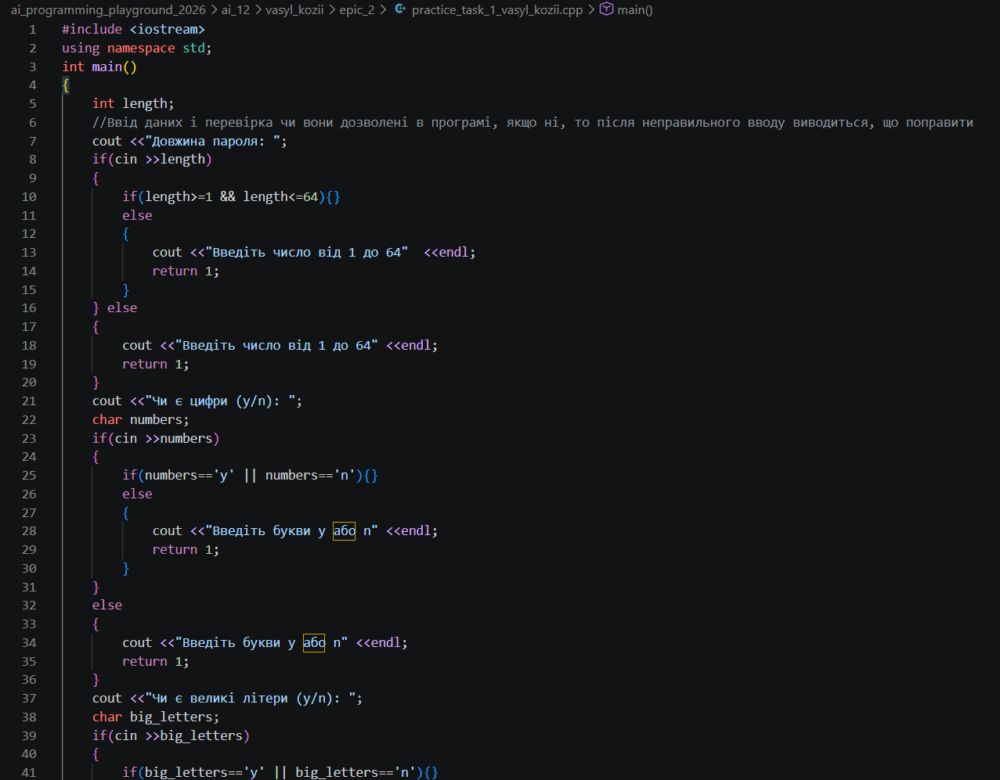 ai_programming_playground_2026 > ai_12 > vasyl_kozii > epic_2 > practice_task_1_vasyl_kozii.cpp > main()
1 #include <iostream>
2 using namespace std;
3 int main()
4 {
5     int length;
6     //Ввід даних і перевірка чи вони дозволені в програмі, якщо ні, то після неправильного вводу виводиться, що поправити
7     cout <<"Довжина пароля: ";
8     if(cin >>length)
9     {
10         if(length>=1 && length<=64){}
11         else
12         {
13             cout <<"Введіть число від 1 до 64"  <<endl;
14             return 1;
15         }
16     } else
17     {
18         cout <<"Введіть число від 1 до 64" <<endl;
19         return 1;
20     }
21     cout <<"Чи є цифри (y/n): ";
22     char numbers;
23     if(cin >>numbers)
24     {
25         if(numbers=='y' || numbers=='n'){}
26         else
27         {
28             cout <<"Введіть букви y або n" <<endl;
29             return 1;
30         }
31     }
32     else
33     {
34         cout <<"Введіть букви y або n" <<endl;
35         return 1;
36     }
37     cout <<"Чи є великі літери (y/n): ";
38     char big_letters;
39     if(cin >>big_letters)
40     {
41         if(big_letters=='y' || big_letters=='n'){}